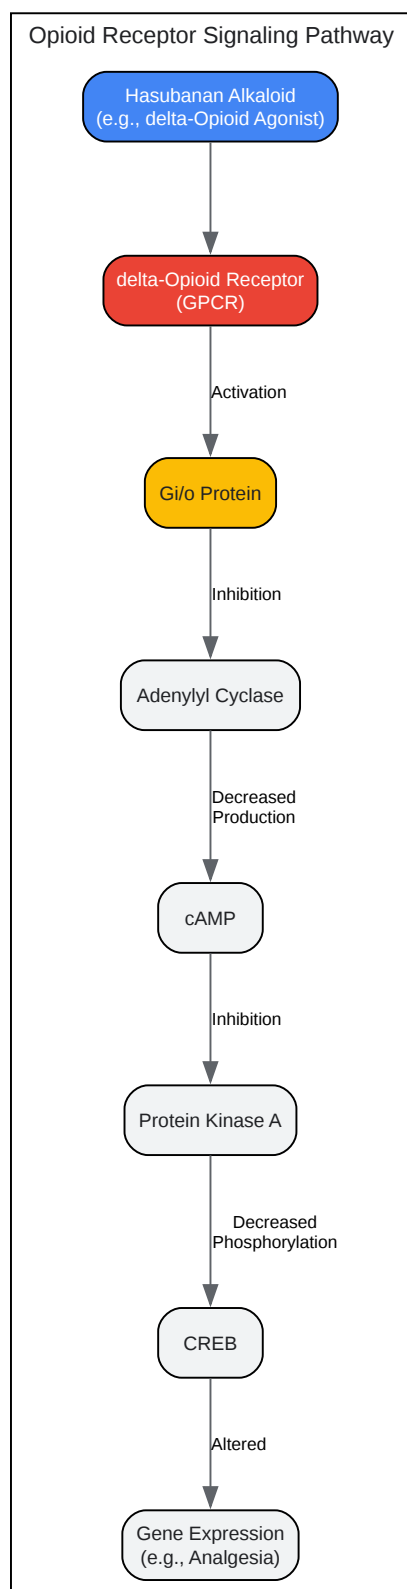 Opioid Receptor Signaling Pathway
Hasubanan Alkaloid
(e.g., delta-Opioid Agonist)
delta-Opioid Receptor
(GPCR)
Activation
Gi/o Protein
Inhibition
Adenylyl Cyclase
Decreased
Production
cAMP
Inhibition
Protein Kinase A
Decreased
Phosphorylation
CREB
Altered
Gene Expression
(e.g., Analgesia)